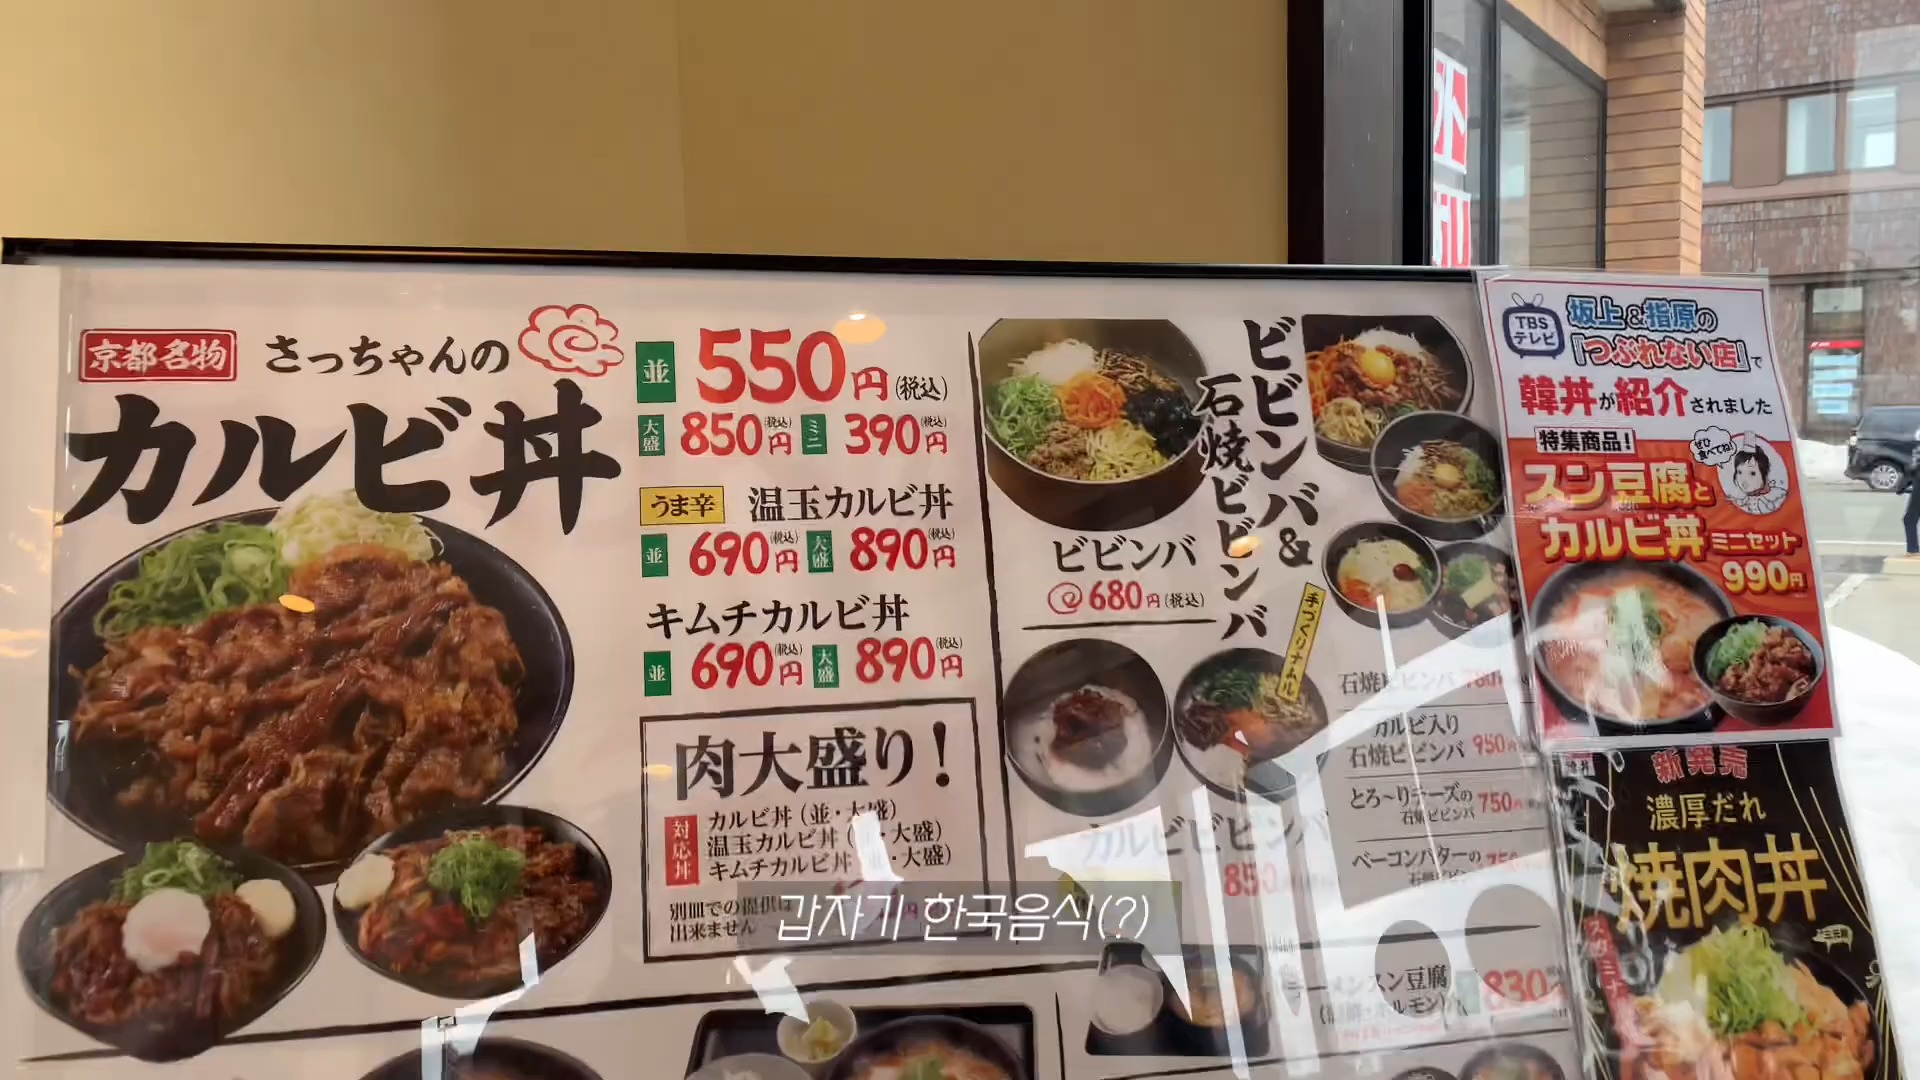 京都名物
さっちゃんの
カルビ丼
並 550円(税込)
大盛 850円(税込) ミニ 390円(税込)
うま辛 温玉カルビ丼
並 690円(税込) 大盛 890円(税込)
キムチカルビ丼
並 690円(税込) 大盛 890円(税込)
肉大盛り!
対応丼
カルビ丼(並・大盛)
温玉カルビ丼(・大盛)
キムチカルビ丼・大盛)
別皿での提供は
出来ません
ビビンバ&
石焼ビビンバ
ビビンバ
680円(税込)
手づくりナムル
カルビビビンバ
850
石焼ビビンバ 780
カルビ入り
石焼ビビンバ 950円
とろ〜りチーズの
石焼ビビンバ 750円
ベーコンバターの
750
スン豆腐
830
TBS
テレビ
坂上&指原の
『つぶれない店』で
韓丼が紹介されました
特集商品!
ぜひ
食べてね!
スン豆腐と
カルビ丼ミニセット
990円
新発売
濃厚だれ
焼肉丼
スタミナ
갑자기 한국음식(?)